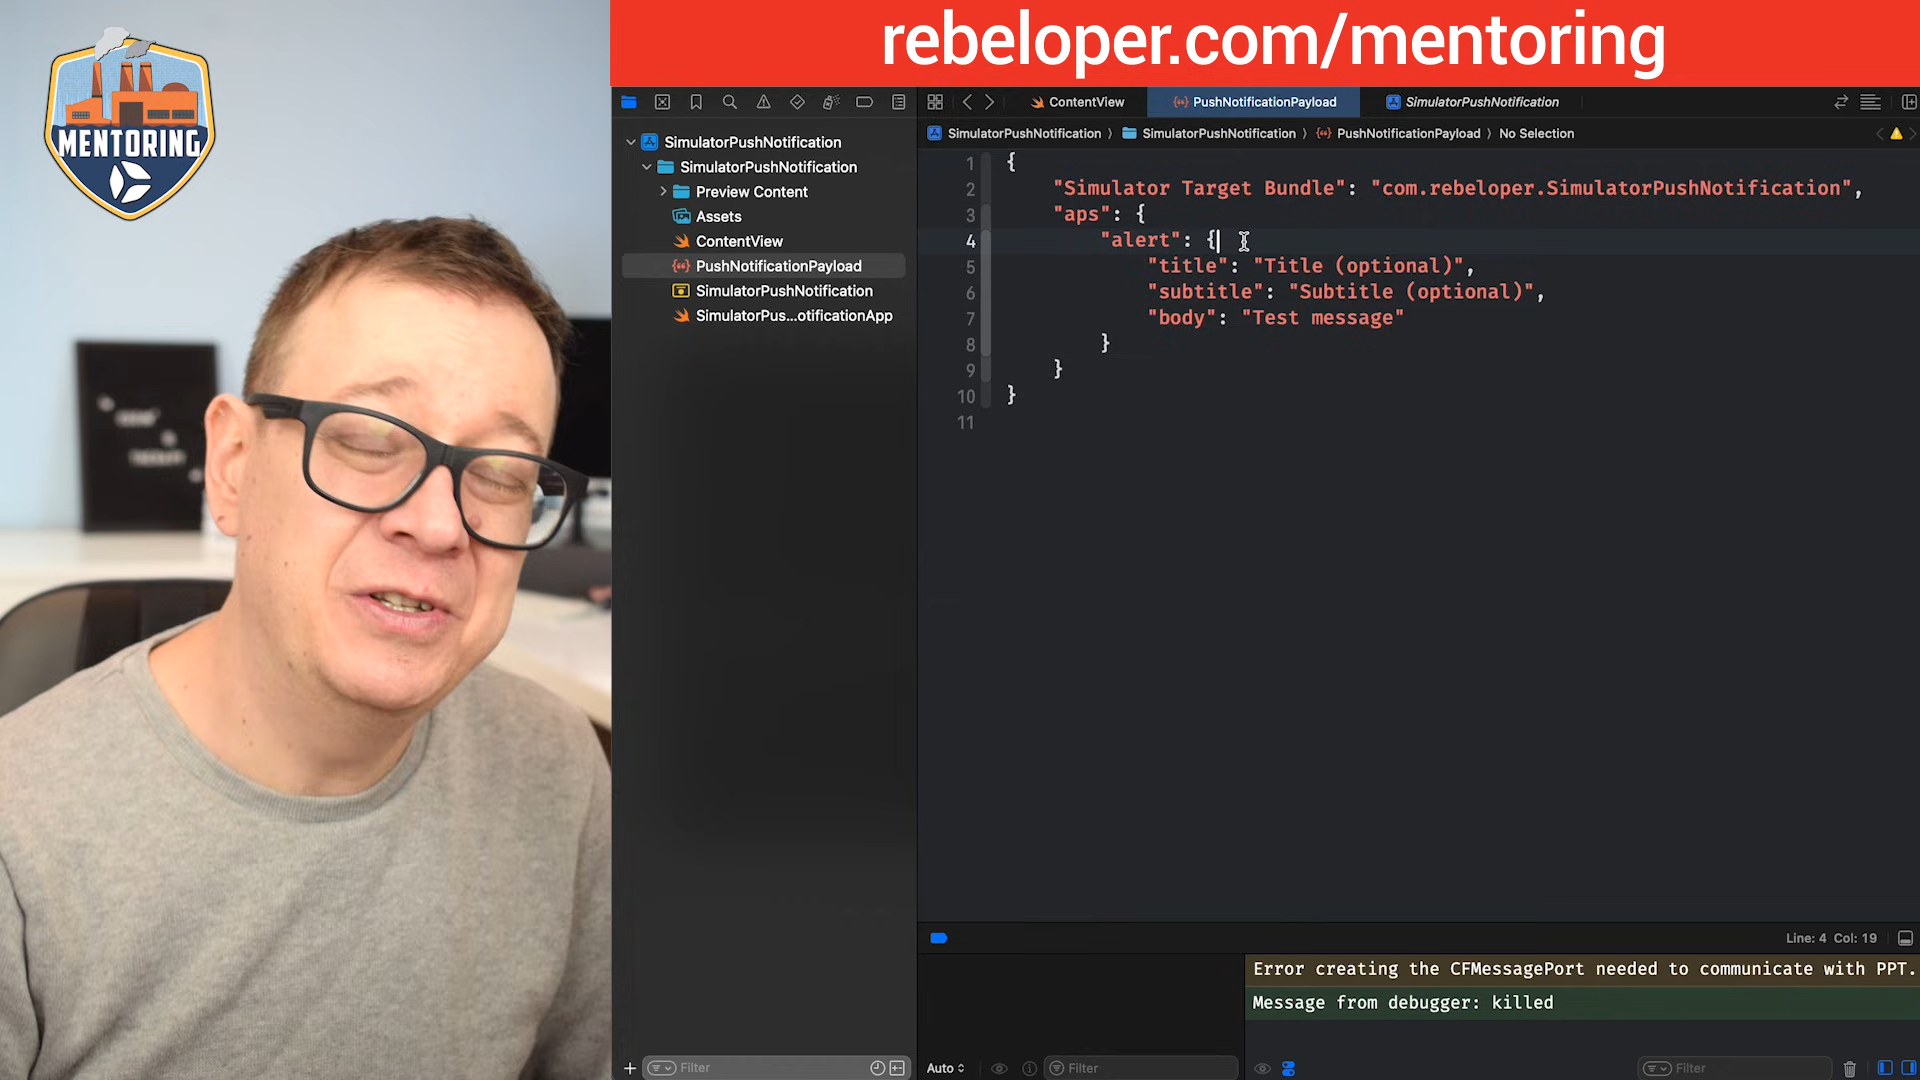 rebeloper.com/mentoring
MENTORING
ContentView
PushNotificationPayload
SimulatorPushNotification
SimulatorPushNotification
SimulatorPushNotification
Preview Content
Assets
ContentView
PushNotificationPayload
SimulatorPushNotification
SimulatorPus...otificationApp
SimulatorPushNotification
SimulatorPushNotification
PushNotificationPayload
No Selection
1 {
2 "Simulator Target Bundle": "com.rebeloper.SimulatorPushNotification",
3 "aps": {
4 "alert": {
5 "title": "Title (optional)",
6 "subtitle": "Subtitle (optional)",
7 "body": "Test message"
8 }
9 }
10 }
11
Line: 4 Col: 19
Error creating the CFMessagePort needed to communicate with PPT.
Message from debugger: killed
Filter
Auto
Filter
Filter